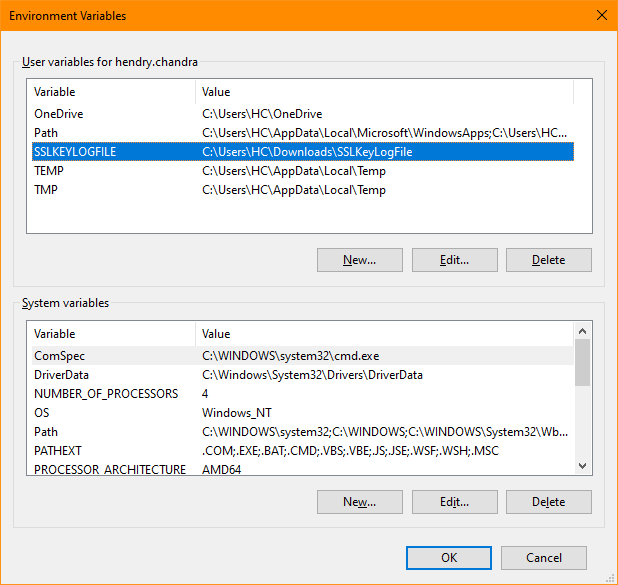 Environment Variables
User variables for hendry.chandra
Variable Value
OneDrive C:\Users\HC\OneDrive
Path C:\Users\HC\AppData\Local\Microsoft\WindowsApps;C:\Users\HC...
SSLKEYLOGFILE C:\Users\HC\Downloads\SSLKeyLogFile
TEMP C:\Users\HC\AppData\Local\Temp
TMP C:\Users\HC\AppData\Local\Temp
New... Edit... Delete
System variables
Variable Value
ComSpec C:\WINDOWS\system32\cmd.exe
DriverData C:\Windows\System32\Drivers\DriverData
NUMBER_OF_PROCESSORS 4
OS Windows_NT
Path C:\WINDOWS\system32;C:\WINDOWS;C:\WINDOWS\System32\Wb...
PATHEXT .COM;.EXE;.BAT;.CMD;.VBS;.VBE;.JS;.JSE;.WSF;.WSH;.MSC
PROCESSOR_ARCHITECTURE AMD64
New... Edit... Delete
OK Cancel